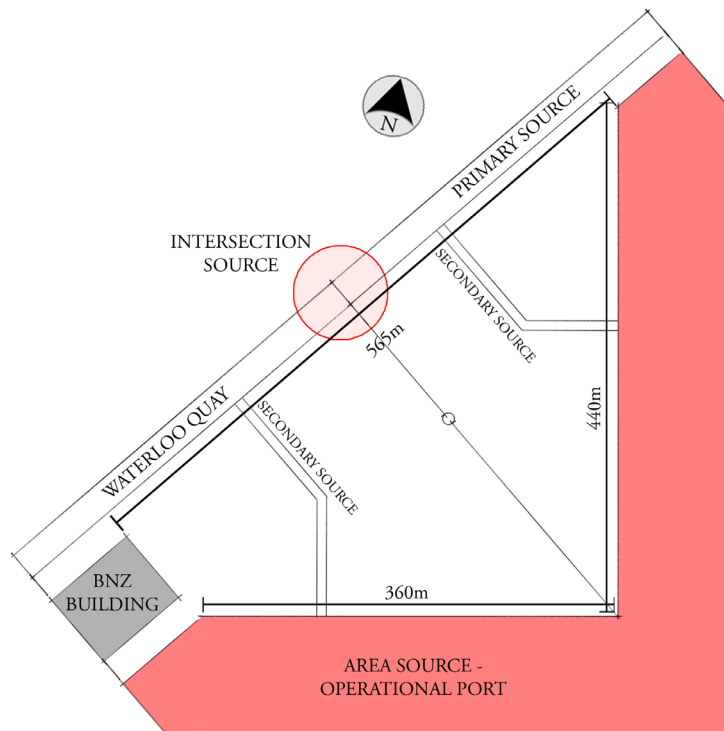 PRIMARY SOURCE
N
INTERSECTION
SOURCE
SECONDARY SOURCE
565m
WATERLOO QUAY
SECONDARY SOURCE
440m
BNZ
BUILDING
360m
AREA SOURCE -
OPERATIONAL PORT